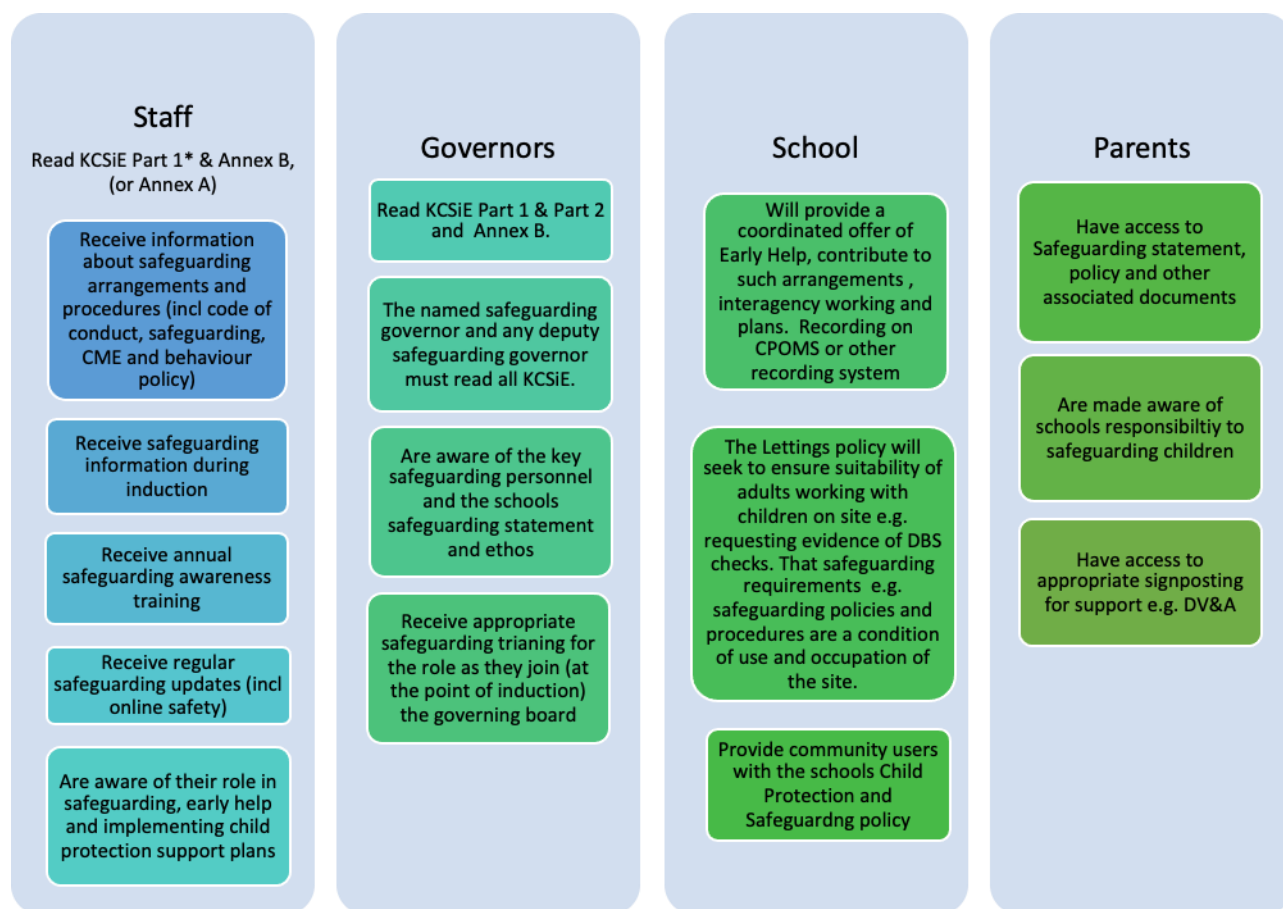 Staff
Read KCSiE Part 1* & Annex B,
(or Annex A)
Receive information
about safeguarding
arrangements and
procedures (incl code of
conduct, safeguarding,
CME and behaviour
policy)
Receive safeguarding
information during
induction
Receive annual
safeguarding awareness
training
Receive regular
safeguarding updates (incl
online safety)
Are aware of their role in
safeguarding, early help
and implementing child
protection support plans
Governors
Read KCSiE Part 1 & Part 2
and Annex B.
The named safeguarding
governor and any deputy
safeguarding governor
must read all KCSiE.
Are aware of the key
safeguarding personnel
and the schools
safeguarding statement
and ethos
Receive appropriate
safeguarding trianing for
the role as they join (at
the point of induction)
the governing board
School
Will provide a
coordinated offer of
Early Help, contribute to
such arrangements ,
interagency working and
plans. Recording on
CPOMS or other
recording system
The Lettings policy will
seek to ensure suitability of
adults working with
children on site e.g.
requesting evidence of DBS
checks. That safeguarding
requirements e.g.
safeguarding policies and
procedures are a condition
of use and occupation of
the site.
Provide community users
with the schools Child
Protection and
Safeguardng policy
Parents
Have access to
Safeguarding statement,
policy and other
associated documents
Are made aware of
schools responsibiltiy to
safeguarding children
Have access to
appropriate signposting
for support e.g. DV&A